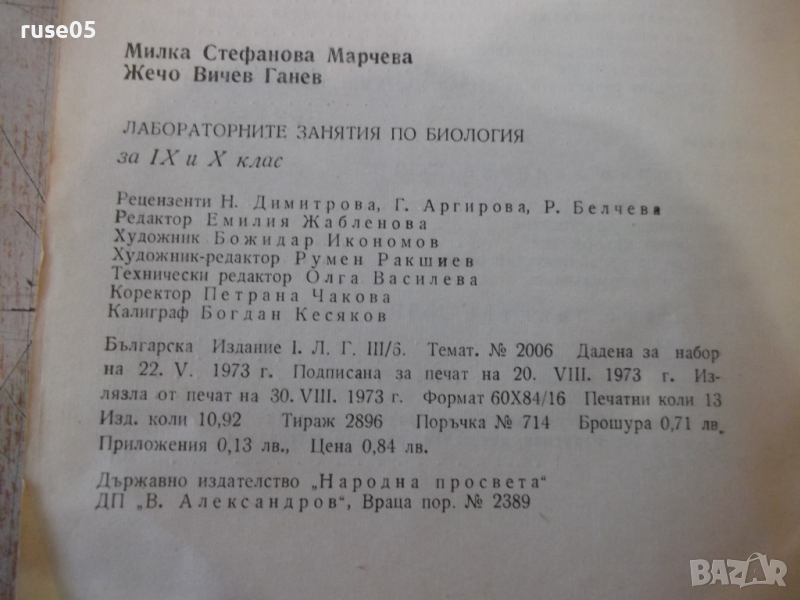 ruse05
Милка Стефанова Марчева
Жечо Вичев Ганев
ЛАБОРАТОРНИТЕ ЗАНЯТИЯ ПО БИОЛОГИЯ
за IX и X клас
Рецензенти Н. Димитрова, Г. Аргирова, Р. Белчева
Редактор Емилия Жабленова
Художник Божидар Икономов
Художник-редактор Румен Ракшиев
Технически редактор Олга Василева
Коректор Петрана Чакова
Калиграф Богдан Кесяков
Българска Издание I. Л. Г. III/6. Темат. № 2006 Дадена за набор
на 22. V. 1973 г. Подписана за печат на 20. VIII. 1973 г. Из-
лязла от печат на 30. VIII. 1973 г. Формат 60X84/16 Печатни коли 13
Изд. коли 10,92 Тираж 2896 Поръчка № 714 Брошура 0,71 лв.
Приложения 0,13 лв., Цена 0,84 лв.
Държавно издателство „Народна просвета“
ДП „В. Александров“, Враца пор. № 2389
BAZAR